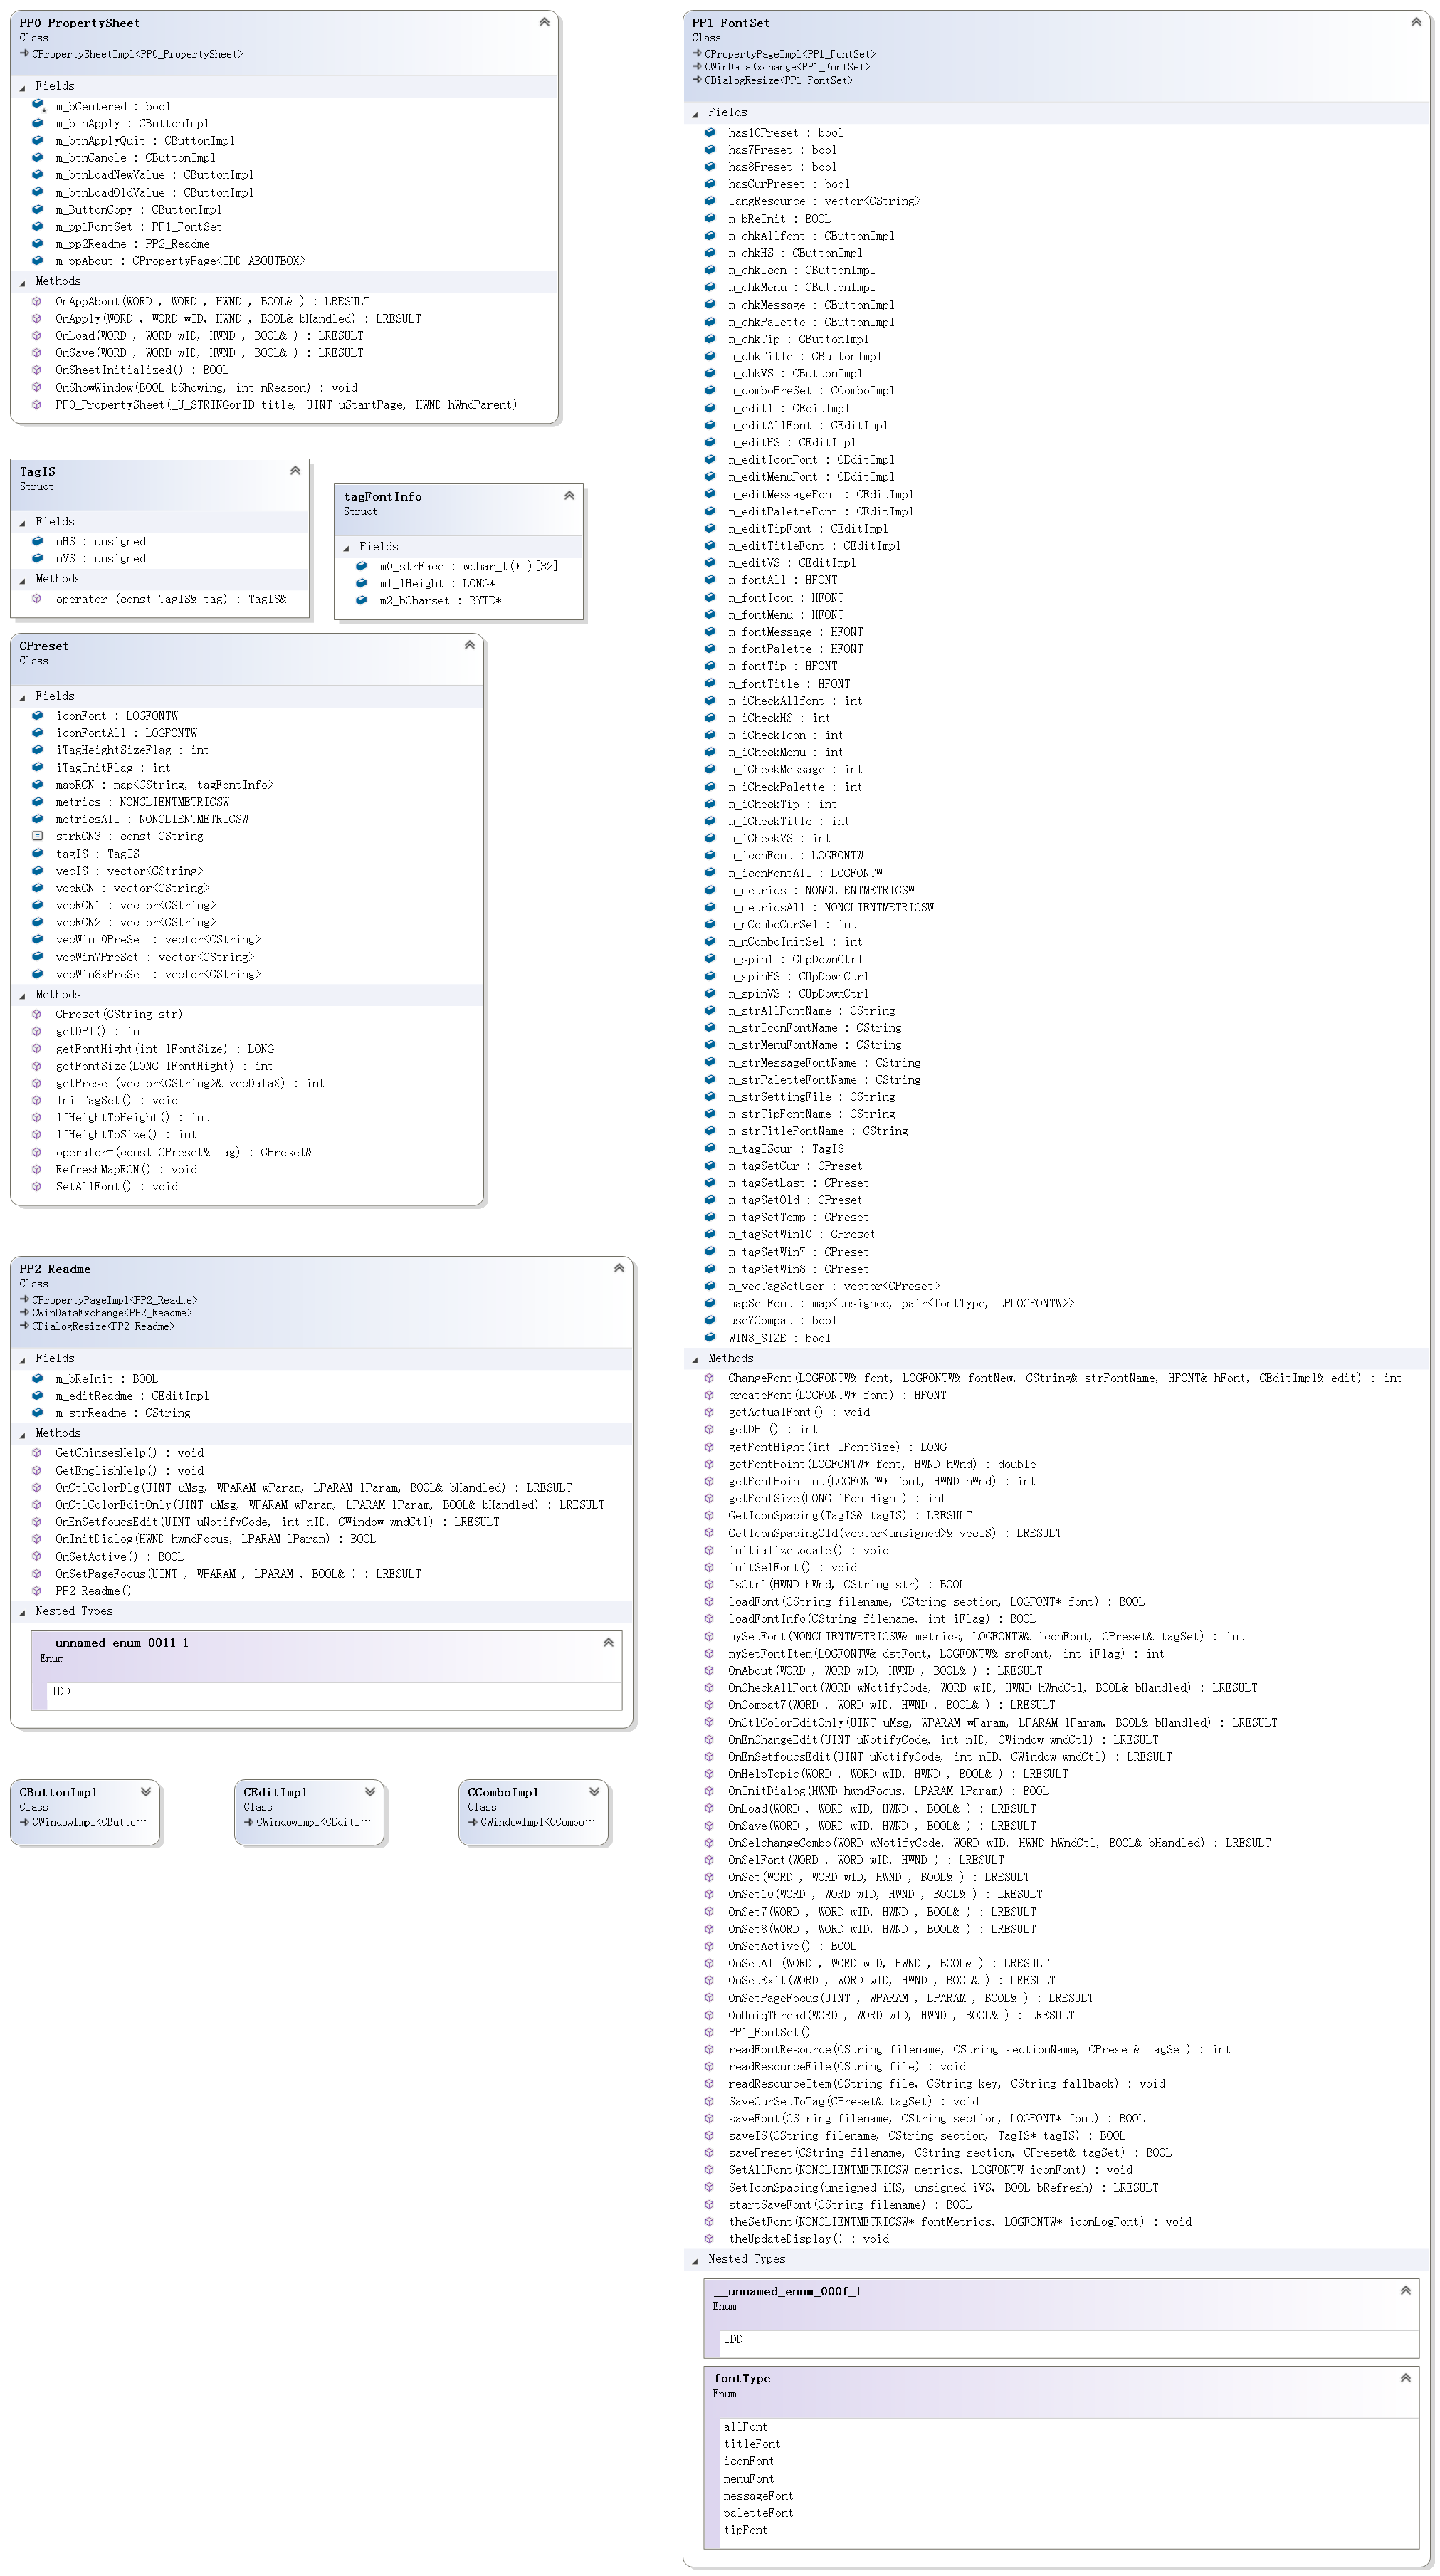 PP0_PropertySheet
Class
CPropertySheetImpl<PP0_PropertySheet>
Fields
m_bCentered : bool
m_btnApply : CButtonImpl
m_btnApplyQuit : CButtonImpl
m_btnCancle : CButtonImpl
m_btnLoadNewValue : CButtonImpl
m_btnLoadOldValue : CButtonImpl
m_ButtonCopy : CButtonImpl
m_pp1FontSet : PP1_FontSet
m_pp2Readme : PP2_Readme
m_ppAbout : CPropertyPage<IDD_ABOUTBOX>
Methods
OnAppAbout(WORD , WORD , HWND , BOOL& ) : LRESULT
OnApply(WORD , WORD wID, HWND , BOOL& bHandled) : LRESULT
OnLoad(WORD , WORD wID, HWND , BOOL& ) : LRESULT
OnSave(WORD , WORD wID, HWND , BOOL& ) : LRESULT
OnSheetInitialized() : BOOL
OnShowWindow(BOOL bShowing, int nReason) : void
PP0_PropertySheet(_U_STRINGorID title, UINT uStartPage, HWND hWndParent)
TagIS
Struct
Fields
nHS : unsigned
nVS : unsigned
Methods
operator=(const TagIS& tag) : TagIS&
tagFontInfo
Struct
Fields
m0_strFace : wchar_t(* )[32]
m1_lHeight : LONG*
m2_bCharset : BYTE*
CPreset
Class
Fields
iconFont : LOGFONTW
iconFontAll : LOGFONTW
iTagHeightSizeFlag : int
iTagInitFlag : int
mapRCN : map<CString, tagFontInfo>
metrics : NONCLIENTMETRICSW
metricsAll : NONCLIENTMETRICSW
strRCN3 : const CString
tagIS : TagIS
vecIS : vector<CString>
vecRCN : vector<CString>
vecRCN1 : vector<CString>
vecRCN2 : vector<CString>
vecWin10PreSet : vector<CString>
vecWin7PreSet : vector<CString>
vecWin8xPreSet : vector<CString>
Methods
CPreset(CString str)
getDPI() : int
getFontHight(int lFontSize) : LONG
getFontSize(LONG lFontHight) : int
getPreset(vector<CString>& vecDataX) : int
InitTagSet() : void
lfHeightToHeight() : int
lfHeightToSize() : int
operator=(const CPreset& tag) : CPreset&
RefreshMapRCN() : void
SetAllFont() : void
PP2_Readme
Class
CPropertyPageImpl<PP2_Readme>
CWinDataExchange<PP2_Readme>
CDialogResize<PP2_Readme>
Fields
m_bReInit : BOOL
m_editReadme : CEditImpl
m_strReadme : CString
Methods
GetChinsesHelp() : void
GetEnglishHelp() : void
OnCtlColorDlg(UINT uMsg, WPARAM wParam, LPARAM lParam, BOOL& bHandled) : LRESULT
OnCtlColorEditOnly(UINT uMsg, WPARAM wParam, LPARAM lParam, BOOL& bHandled) : LRESULT
OnEnSetfoucsEdit(UINT uNotifyCode, int nID, CWindow wndCtl) : LRESULT
OnInitDialog(HWND hwndFocus, LPARAM lParam) : BOOL
OnSetActive() : BOOL
OnSetPageFocus(UINT , WPARAM , LPARAM , BOOL& ) : LRESULT
PP2_Readme()
Nested Types
__unnamed_enum_0011_1
Enum
IDD
CButtonImpl
Class
CWindowImpl<CButto···
CEditImpl
Class
CWindowImpl<CEditI···
CComboImpl
Class
CWindowImpl<CCombo···
PP1_FontSet
Class
CPropertyPageImpl<PP1_FontSet>
CWinDataExchange<PP1_FontSet>
CDialogResize<PP1_FontSet>
Fields
has10Preset : bool
has7Preset : bool
has8Preset : bool
hasCurPreset : bool
langResource : vector<CString>
m_bReInit : BOOL
m_chkAllfont : CButtonImpl
m_chkHS : CButtonImpl
m_chkIcon : CButtonImpl
m_chkMenu : CButtonImpl
m_chkMessage : CButtonImpl
m_chkPalette : CButtonImpl
m_chkTip : CButtonImpl
m_chkTitle : CButtonImpl
m_chkVS : CButtonImpl
m_comboPreSet : CComboImpl
m_edit1 : CEditImpl
m_editAllFont : CEditImpl
m_editHS : CEditImpl
m_editIconFont : CEditImpl
m_editMenuFont : CEditImpl
m_editMessageFont : CEditImpl
m_editPaletteFont : CEditImpl
m_editTipFont : CEditImpl
m_editTitleFont : CEditImpl
m_editVS : CEditImpl
m_fontAll : HFONT
m_fontIcon : HFONT
m_fontMenu : HFONT
m_fontMessage : HFONT
m_fontPalette : HFONT
m_fontTip : HFONT
m_fontTitle : HFONT
m_iCheckAllfont : int
m_iCheckHS : int
m_iCheckIcon : int
m_iCheckMenu : int
m_iCheckMessage : int
m_iCheckPalette : int
m_iCheckTip : int
m_iCheckTitle : int
m_iCheckVS : int
m_iconFont : LOGFONTW
m_iconFontAll : LOGFONTW
m_metrics : NONCLIENTMETRICSW
m_metricsAll : NONCLIENTMETRICSW
m_nComboCurSel : int
m_nComboInitSel : int
m_spin1 : CUpDownCtrl
m_spinHS : CUpDownCtrl
m_spinVS : CUpDownCtrl
m_strAllFontName : CString
m_strIconFontName : CString
m_strMenuFontName : CString
m_strMessageFontName : CString
m_strPaletteFontName : CString
m_strSettingFile : CString
m_strTipFontName : CString
m_strTitleFontName : CString
m_tagIScur : TagIS
m_tagSetCur : CPreset
m_tagSetLast : CPreset
m_tagSetOld : CPreset
m_tagSetTemp : CPreset
m_tagSetWin10 : CPreset
m_tagSetWin7 : CPreset
m_tagSetWin8 : CPreset
m_vecTagSetUser : vector<CPreset>
mapSelFont : map<unsigned, pair<fontType, LPLOGFONTW>>
use7Compat : bool
WIN8_SIZE : bool
Methods
ChangeFont(LOGFONTW& font, LOGFONTW& fontNew, CString& strFontName, HFONT& hFont, CEditImpl& edit) : int
createFont(LOGFONTW* font) : HFONT
getActualFont() : void
getDPI() : int
getFontHight(int lFontSize) : LONG
getFontPoint(LOGFONTW* font, HWND hWnd) : double
getFontPointInt(LOGFONTW* font, HWND hWnd) : int
getFontSize(LONG iFontHight) : int
GetIconSpacing(TagIS& tagIS) : LRESULT
GetIconSpacingOld(vector<unsigned>& vecIS) : LRESULT
initializeLocale() : void
initSelFont() : void
IsCtrl(HWND hWnd, CString str) : BOOL
loadFont(CString filename, CString section, LOGFONT* font) : BOOL
loadFontInfo(CString filename, int iFlag) : BOOL
mySetFont(NONCLIENTMETRICSW& metrics, LOGFONTW& iconFont, CPreset& tagSet) : int
mySetFontItem(LOGFONTW& dstFont, LOGFONTW& srcFont, int iFlag) : int
OnAbout(WORD , WORD wID, HWND , BOOL& ) : LRESULT
OnCheckAllFont(WORD wNotifyCode, WORD wID, HWND hWndCtl, BOOL& bHandled) : LRESULT
OnCompat7(WORD , WORD wID, HWND , BOOL& ) : LRESULT
OnCtlColorEditOnly(UINT uMsg, WPARAM wParam, LPARAM lParam, BOOL& bHandled) : LRESULT
OnEnChangeEdit(UINT uNotifyCode, int nID, CWindow wndCtl) : LRESULT
OnEnSetfoucsEdit(UINT uNotifyCode, int nID, CWindow wndCtl) : LRESULT
OnHelpTopic(WORD , WORD wID, HWND , BOOL& ) : LRESULT
OnInitDialog(HWND hwndFocus, LPARAM lParam) : BOOL
OnLoad(WORD , WORD wID, HWND , BOOL& ) : LRESULT
OnSave(WORD , WORD wID, HWND , BOOL& ) : LRESULT
OnSelchangeCombo(WORD wNotifyCode, WORD wID, HWND hWndCtl, BOOL& bHandled) : LRESULT
OnSelFont(WORD , WORD wID, HWND ) : LRESULT
OnSet(WORD , WORD wID, HWND , BOOL& ) : LRESULT
OnSet10(WORD , WORD wID, HWND , BOOL& ) : LRESULT
OnSet7(WORD , WORD wID, HWND , BOOL& ) : LRESULT
OnSet8(WORD , WORD wID, HWND , BOOL& ) : LRESULT
OnSetActive() : BOOL
OnSetAll(WORD , WORD wID, HWND , BOOL& ) : LRESULT
OnSetExit(WORD , WORD wID, HWND , BOOL& ) : LRESULT
OnSetPageFocus(UINT , WPARAM , LPARAM , BOOL& ) : LRESULT
OnUniqThread(WORD , WORD wID, HWND , BOOL& ) : LRESULT
PP1_FontSet()
readFontResource(CString filename, CString sectionName, CPreset& tagSet) : int
readResourceFile(CString file) : void
readResourceItem(CString file, CString key, CString fallback) : void
SaveCurSetToTag(CPreset& tagSet) : void
saveFont(CString filename, CString section, LOGFONT* font) : BOOL
saveIS(CString filename, CString section, TagIS* tagIS) : BOOL
savePreset(CString filename, CString section, CPreset& tagSet) : BOOL
SetAllFont(NONCLIENTMETRICSW metrics, LOGFONTW iconFont) : void
SetIconSpacing(unsigned iHS, unsigned iVS, BOOL bRefresh) : LRESULT
startSaveFont(CString filename) : BOOL
theSetFont(NONCLIENTMETRICSW* fontMetrics, LOGFONTW* iconLogFont) : void
theUpdateDisplay() : void
Nested Types
__unnamed_enum_000f_1
Enum
IDD
fontType
Enum
allFont
titleFont
iconFont
menuFont
messageFont
paletteFont
tipFont